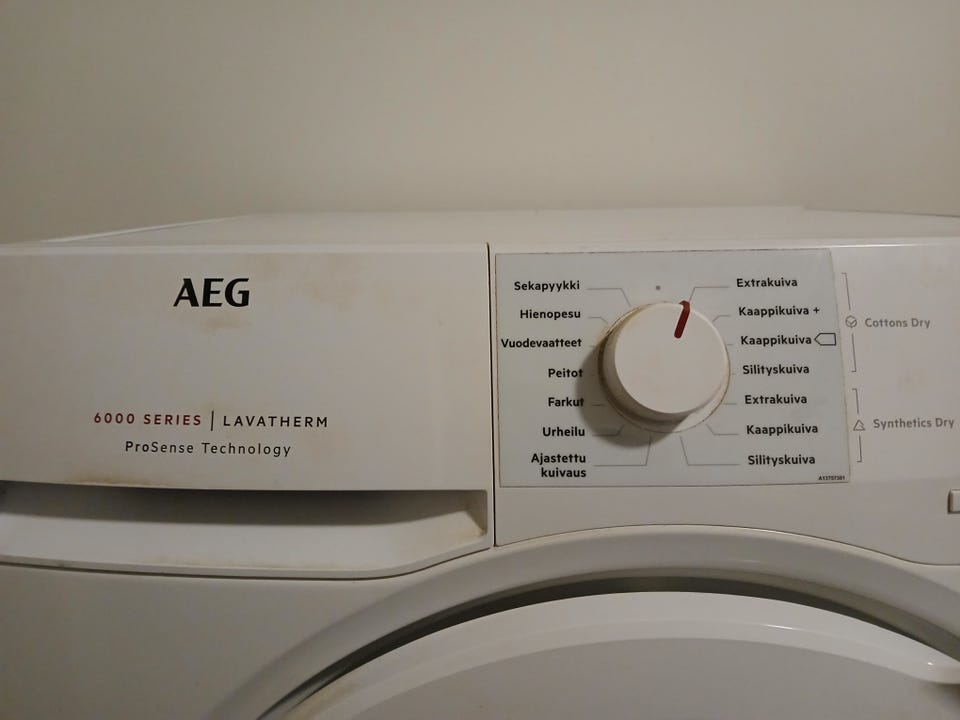 AEG
6000 SERIES | LAVATHERM
ProSense Technology
Sekapyykki
Hienopesu
Vuodevaatteet
Peitot
Farkut
Urheilu
Ajastettu
kuivaus
Extrakuiva
Kaappikuiva +
Kaappikuiva
Silityskuiva
Extrakuiva
Kaappikuiva
Silityskuiva
A13757361
Cottons Dry
Synthetics Dry